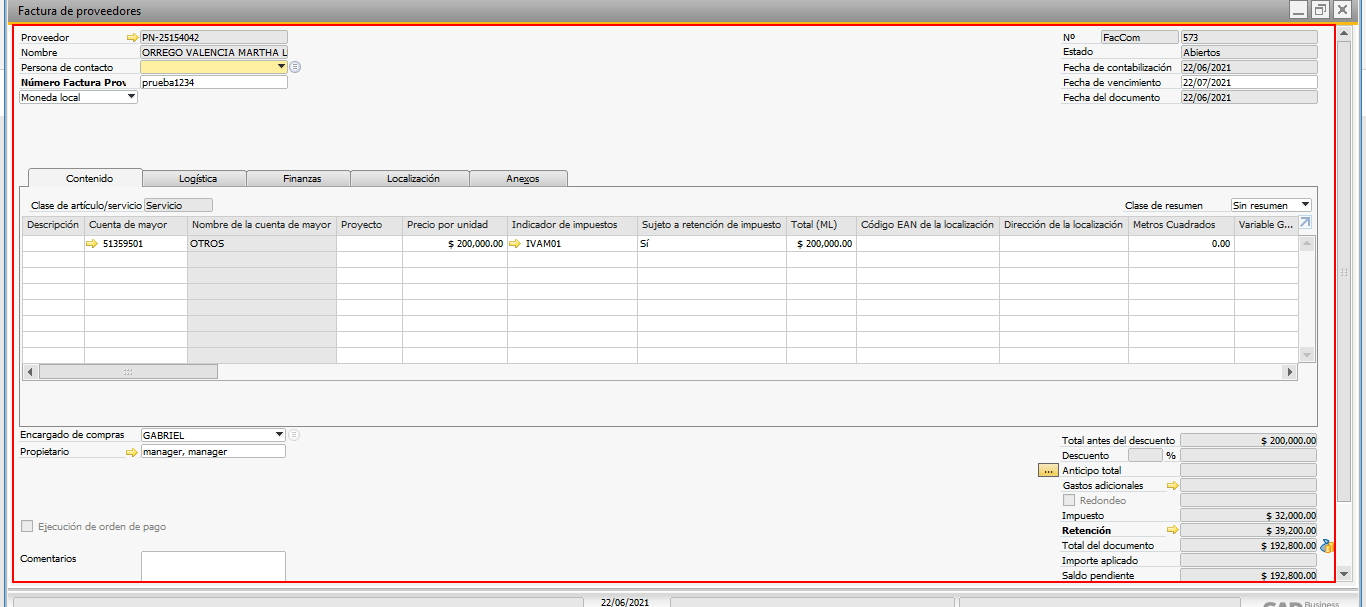 Factura de proveedores
Proveedor PN-25154042
Nombre ORREGO VALENCIA MARTHA L
Persona de contacto
Número Factura Prov prueba1234
Moneda local
Nº FacCom 573
Estado Abiertos
Fecha de contabilización 22/06/2021
Fecha de vencimiento 22/07/2021
Fecha del documento 22/06/2021
Contenido Logística Finanzas Localización Anexos
Clase de artículo/servicio Servicio
Clase de resumen Sin resumen
Descripción Cuenta de mayor Nombre de la cuenta de mayor Proyecto Precio por unidad Indicador de impuestos Sujeto a retención de impuesto Total (ML) Código EAN de la localización Dirección de la localización Metros Cuadrados Variable G...
51359501 OTROS $ 200,000.00 IVAM01 Sí $ 200,000.00 0.00
Encargado de compras GABRIEL
Propietario manager, manager
Ejecución de orden de pago
Comentarios
Total antes del descuento $ 200,000.00
Descuento %
... Anticipo total
Gastos adicionales
Redondeo
Impuesto $ 32,000.00
Retención $ 39,200.00
Total del documento $ 192,800.00
Importe aplicado
Saldo pendiente $ 192,800.00
22/06/2021
SAP Business